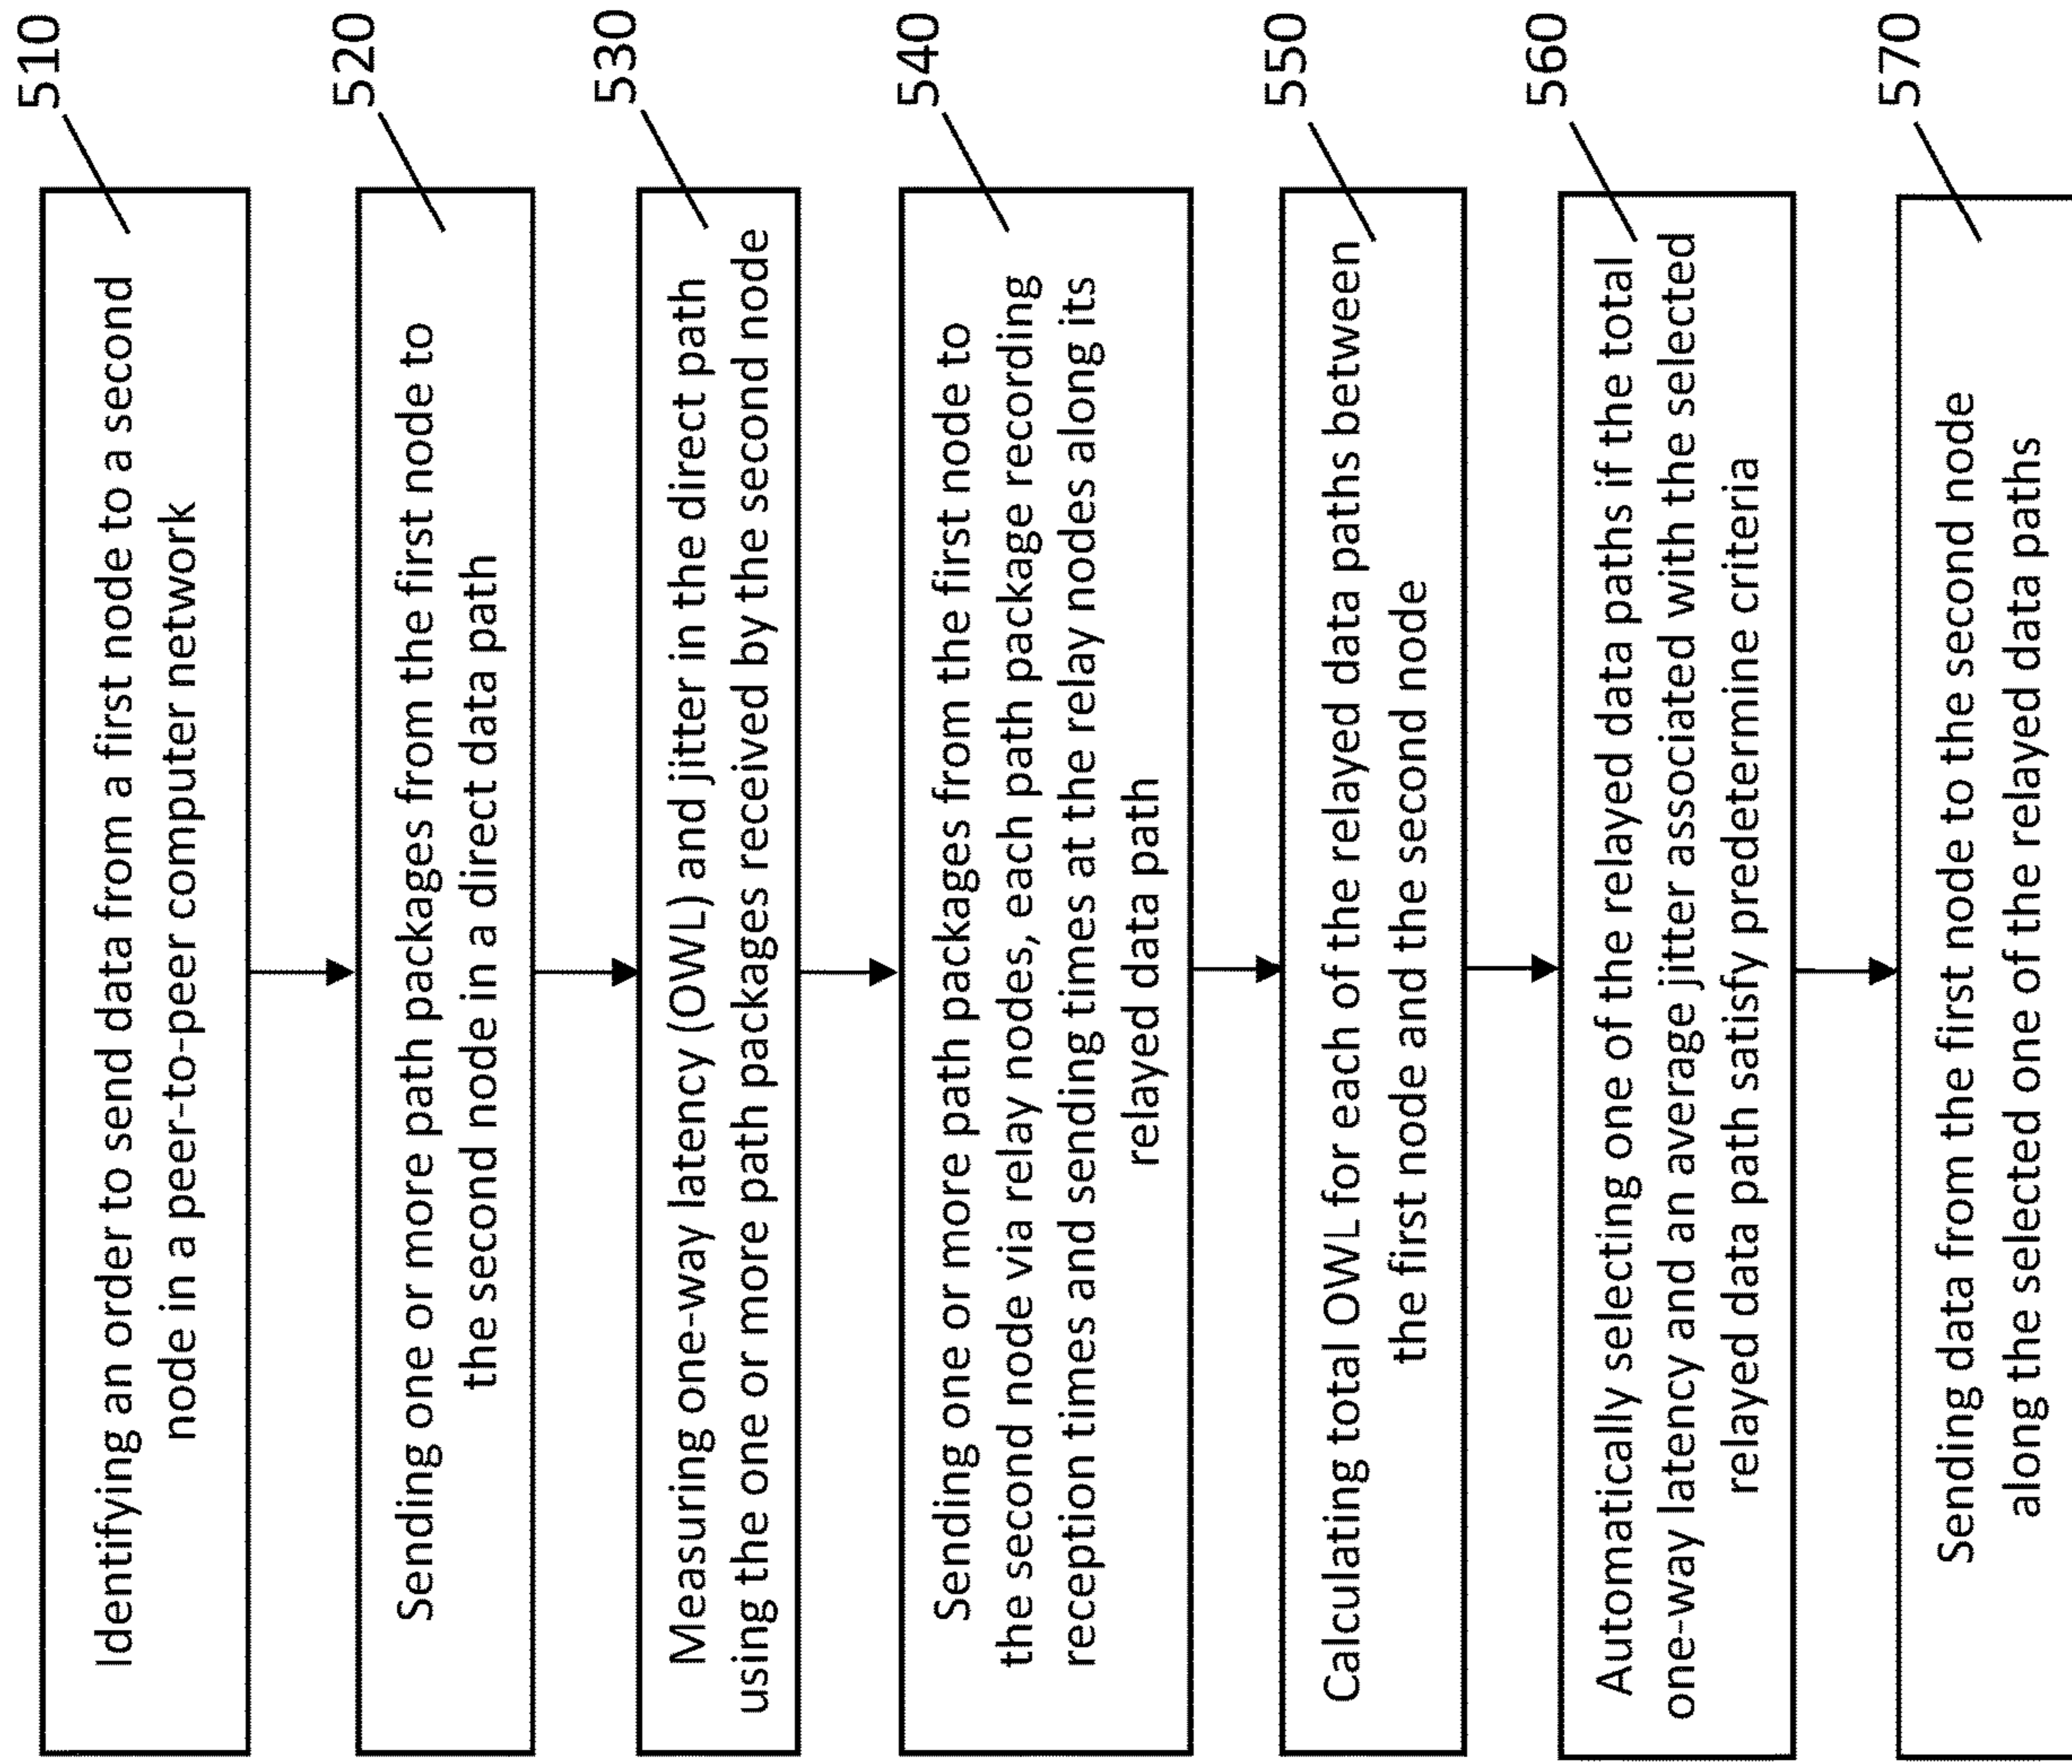 510
Identifying an order to send data from a first node to a second
node in a peer-to-peer computer network
520
Sending one or more path packages from the first node to
the second node in a direct data path
530
Measuring one-way latency (OWL) and jitter in the direct path
using the one or more path packages received by the second node
540
Sending one or more path packages from the first node to
the second node via relay nodes, each path package recording
reception times and sending times at the relay nodes along its
relayed data path
550
Calculating total OWL for each of the relayed data paths between
the first node and the second node
560
Automatically selecting one of the relayed data paths if the total
one-way latency and an average jitter associated with the selected
relayed data path satisfy predetermine criteria
570
Sending data from the first node to the second node
along the selected one of the relayed data paths